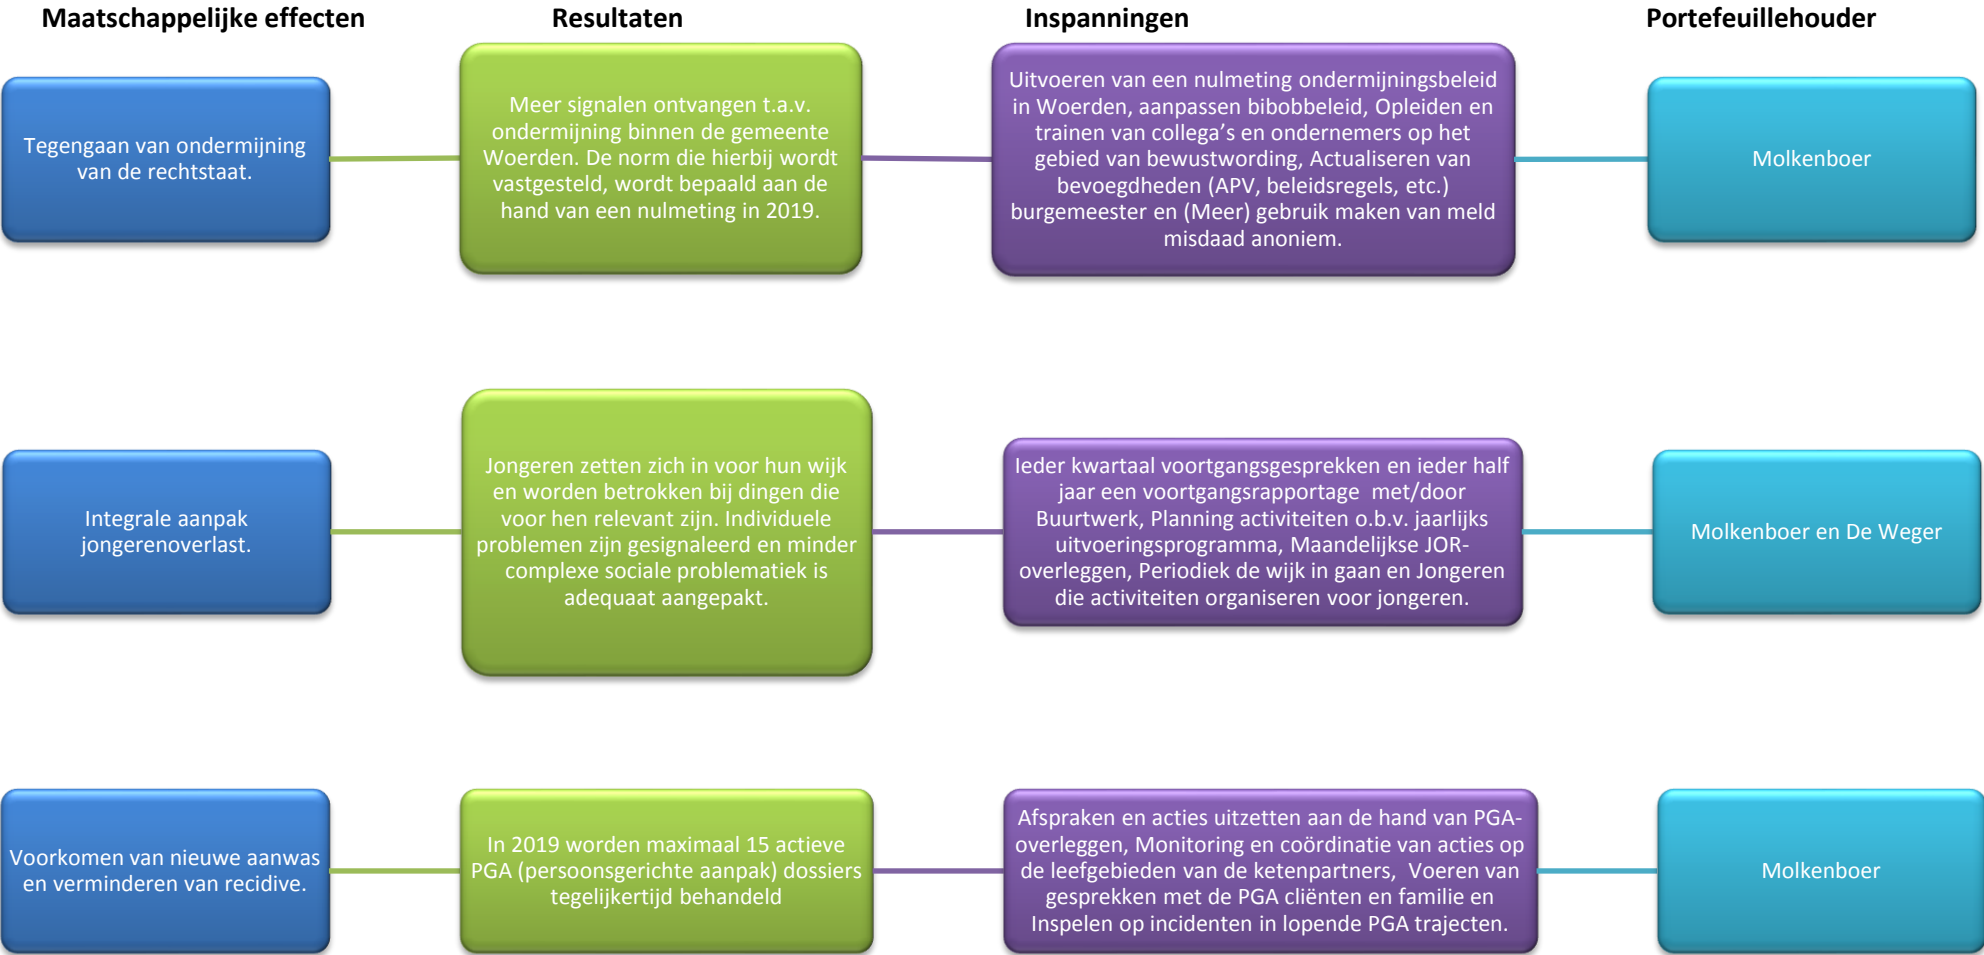 Maatschappelijke effecten
Resultaten
Inspanningen
Portefeuillehouder
Tegengaan van ondermijning
van de rechtstaat.
Meer signalen ontvangen t.a.v.
ondermijning binnen de gemeente
Woerden. De norm die hierbij wordt
vastgesteld, wordt bepaald aan de
hand van een nulmeting in 2019.
Uitvoeren van een nulmeting ondermijningsbeleid
in Woerden, aanpassen bibobbeleid, Opleiden en
trainen van collega's en ondernemers op het
gebied van bewustwording, Actualiseren van
bevoegdheden (APV, beleidsregels, etc.)
burgemeester en (Meer) gebruik maken van meld
misdaad anoniem.
Molkenboer
Integrale aanpak
jongerenoverlast.
Jongeren zetten zich in voor hun wijk
en worden betrokken bij dingen die
voor hen relevant zijn. Individuele
problemen zijn gesignaleerd en minder
complexe sociale problematiek is
adequaat aangepakt.
Ieder kwartaal voortgangsgesprekken en ieder half
jaar een voortgangsrapportage  met/door
Buurtwerk, Planning activiteiten o.b.v. jaarlijks
uitvoeringsprogramma, Maandelijkse JOR-
overleggen, Periodiek de wijk in gaan en Jongeren
die activiteiten organiseren voor jongeren.
Molkenboer en De Weger
Voorkomen van nieuwe aanwas
en verminderen van recidive.
In 2019 worden maximaal 15 actieve
PGA (persoonsgerichte aanpak) dossiers
tegelijkertijd behandeld
Afspraken en acties uitzetten aan de hand van PGA-
overleggen, Monitoring en coördinatie van acties op
de leefgebieden van de ketenpartners,  Voeren van
gesprekken met de PGA cliënten en familie en
Inspelen op incidenten in lopende PGA trajecten.
Molkenboer